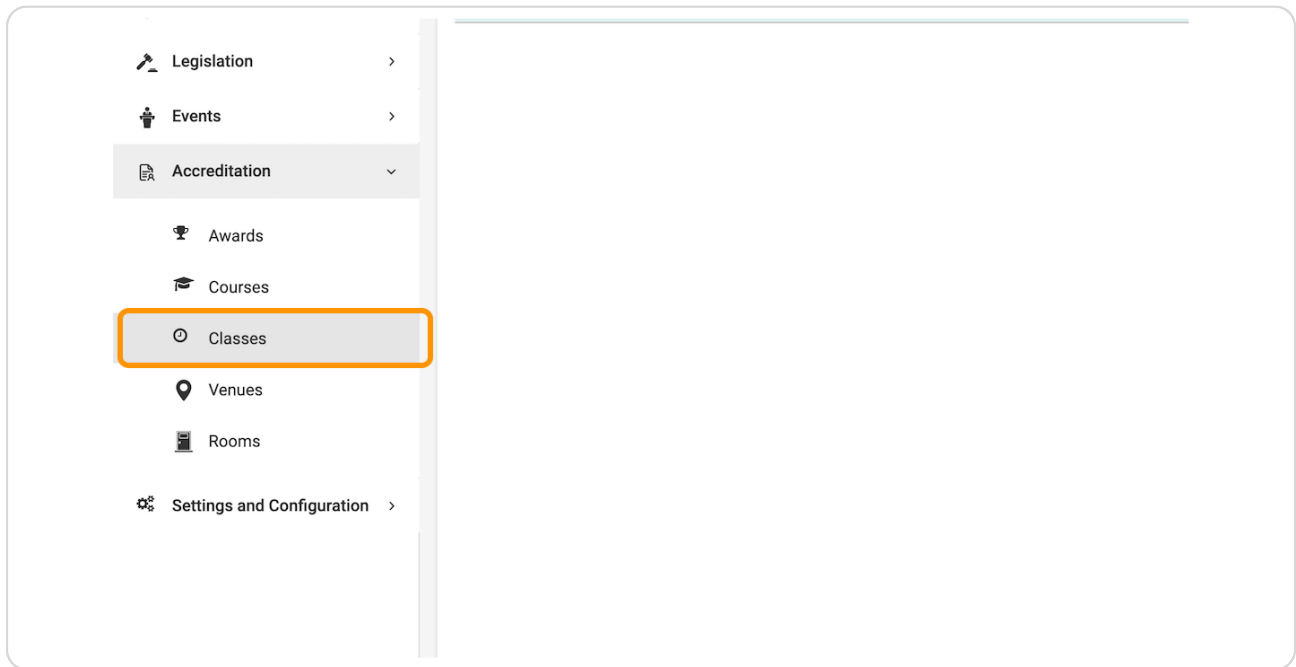 Legislation
Events
Accreditation
Awards
Courses
Classes
Venues
Rooms
Settings and Configuration